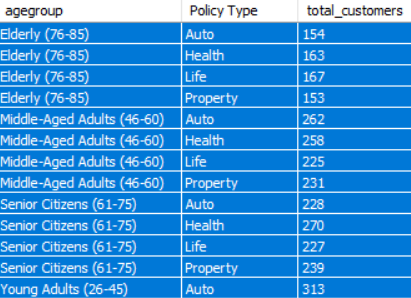 agegroup Policy Type total_customers
Elderly (76-85) Auto 154
Elderly (76-85) Health 163
Elderly (76-85) Life 167
Elderly (76-85) Property 153
Middle-Aged Adults (46-60) Auto 262
Middle-Aged Adults (46-60) Health 258
Middle-Aged Adults (46-60) Life 225
Middle-Aged Adults (46-60) Property 231
Senior Citizens (61-75) Auto 228
Senior Citizens (61-75) Health 270
Senior Citizens (61-75) Life 227
Senior Citizens (61-75) Property 239
Young Adults (26-45) Auto 313